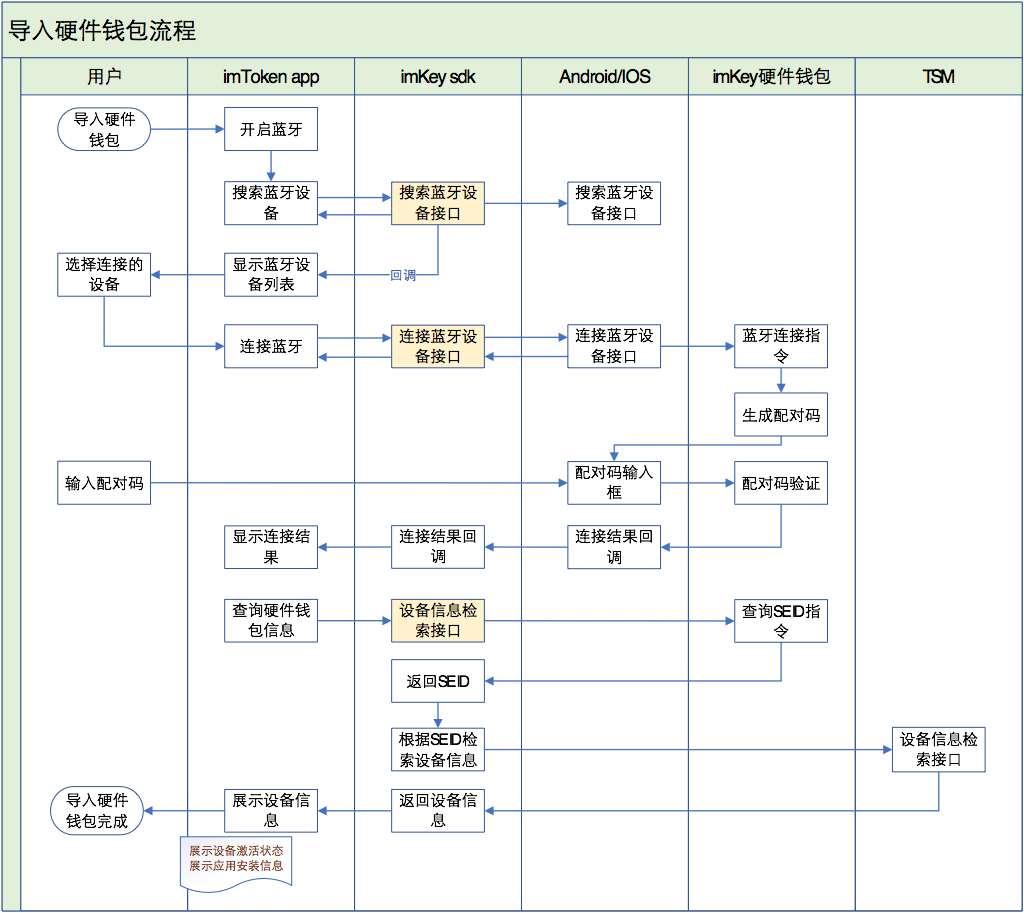 导入硬件钱包流程
用户
imToken app
imKey sdk
Android/IOS
imKey硬件钱包
TSM
导入硬件
钱包
开启蓝牙
搜索蓝牙设
备
搜索蓝牙设
备接口
搜索蓝牙设
备接口
选择连接的
设备
显示蓝牙设
备列表
回调
连接蓝牙
连接蓝牙设
备接口
连接蓝牙设
备接口
蓝牙连接指
令
生成配对码
输入配对码
配对码输入
框
配对码验证
显示连接结
果
连接结果回
调
连接结果回
调
查询硬件钱
包信息
设备信息检
索接口
查询SEID指
令
返回SEID
根据SEID检
索设备信息
设备信息检
索接口
导入硬件
钱包完成
展示设备信
息
返回设备信
息
展示设备激活状态
展示应用安装信息